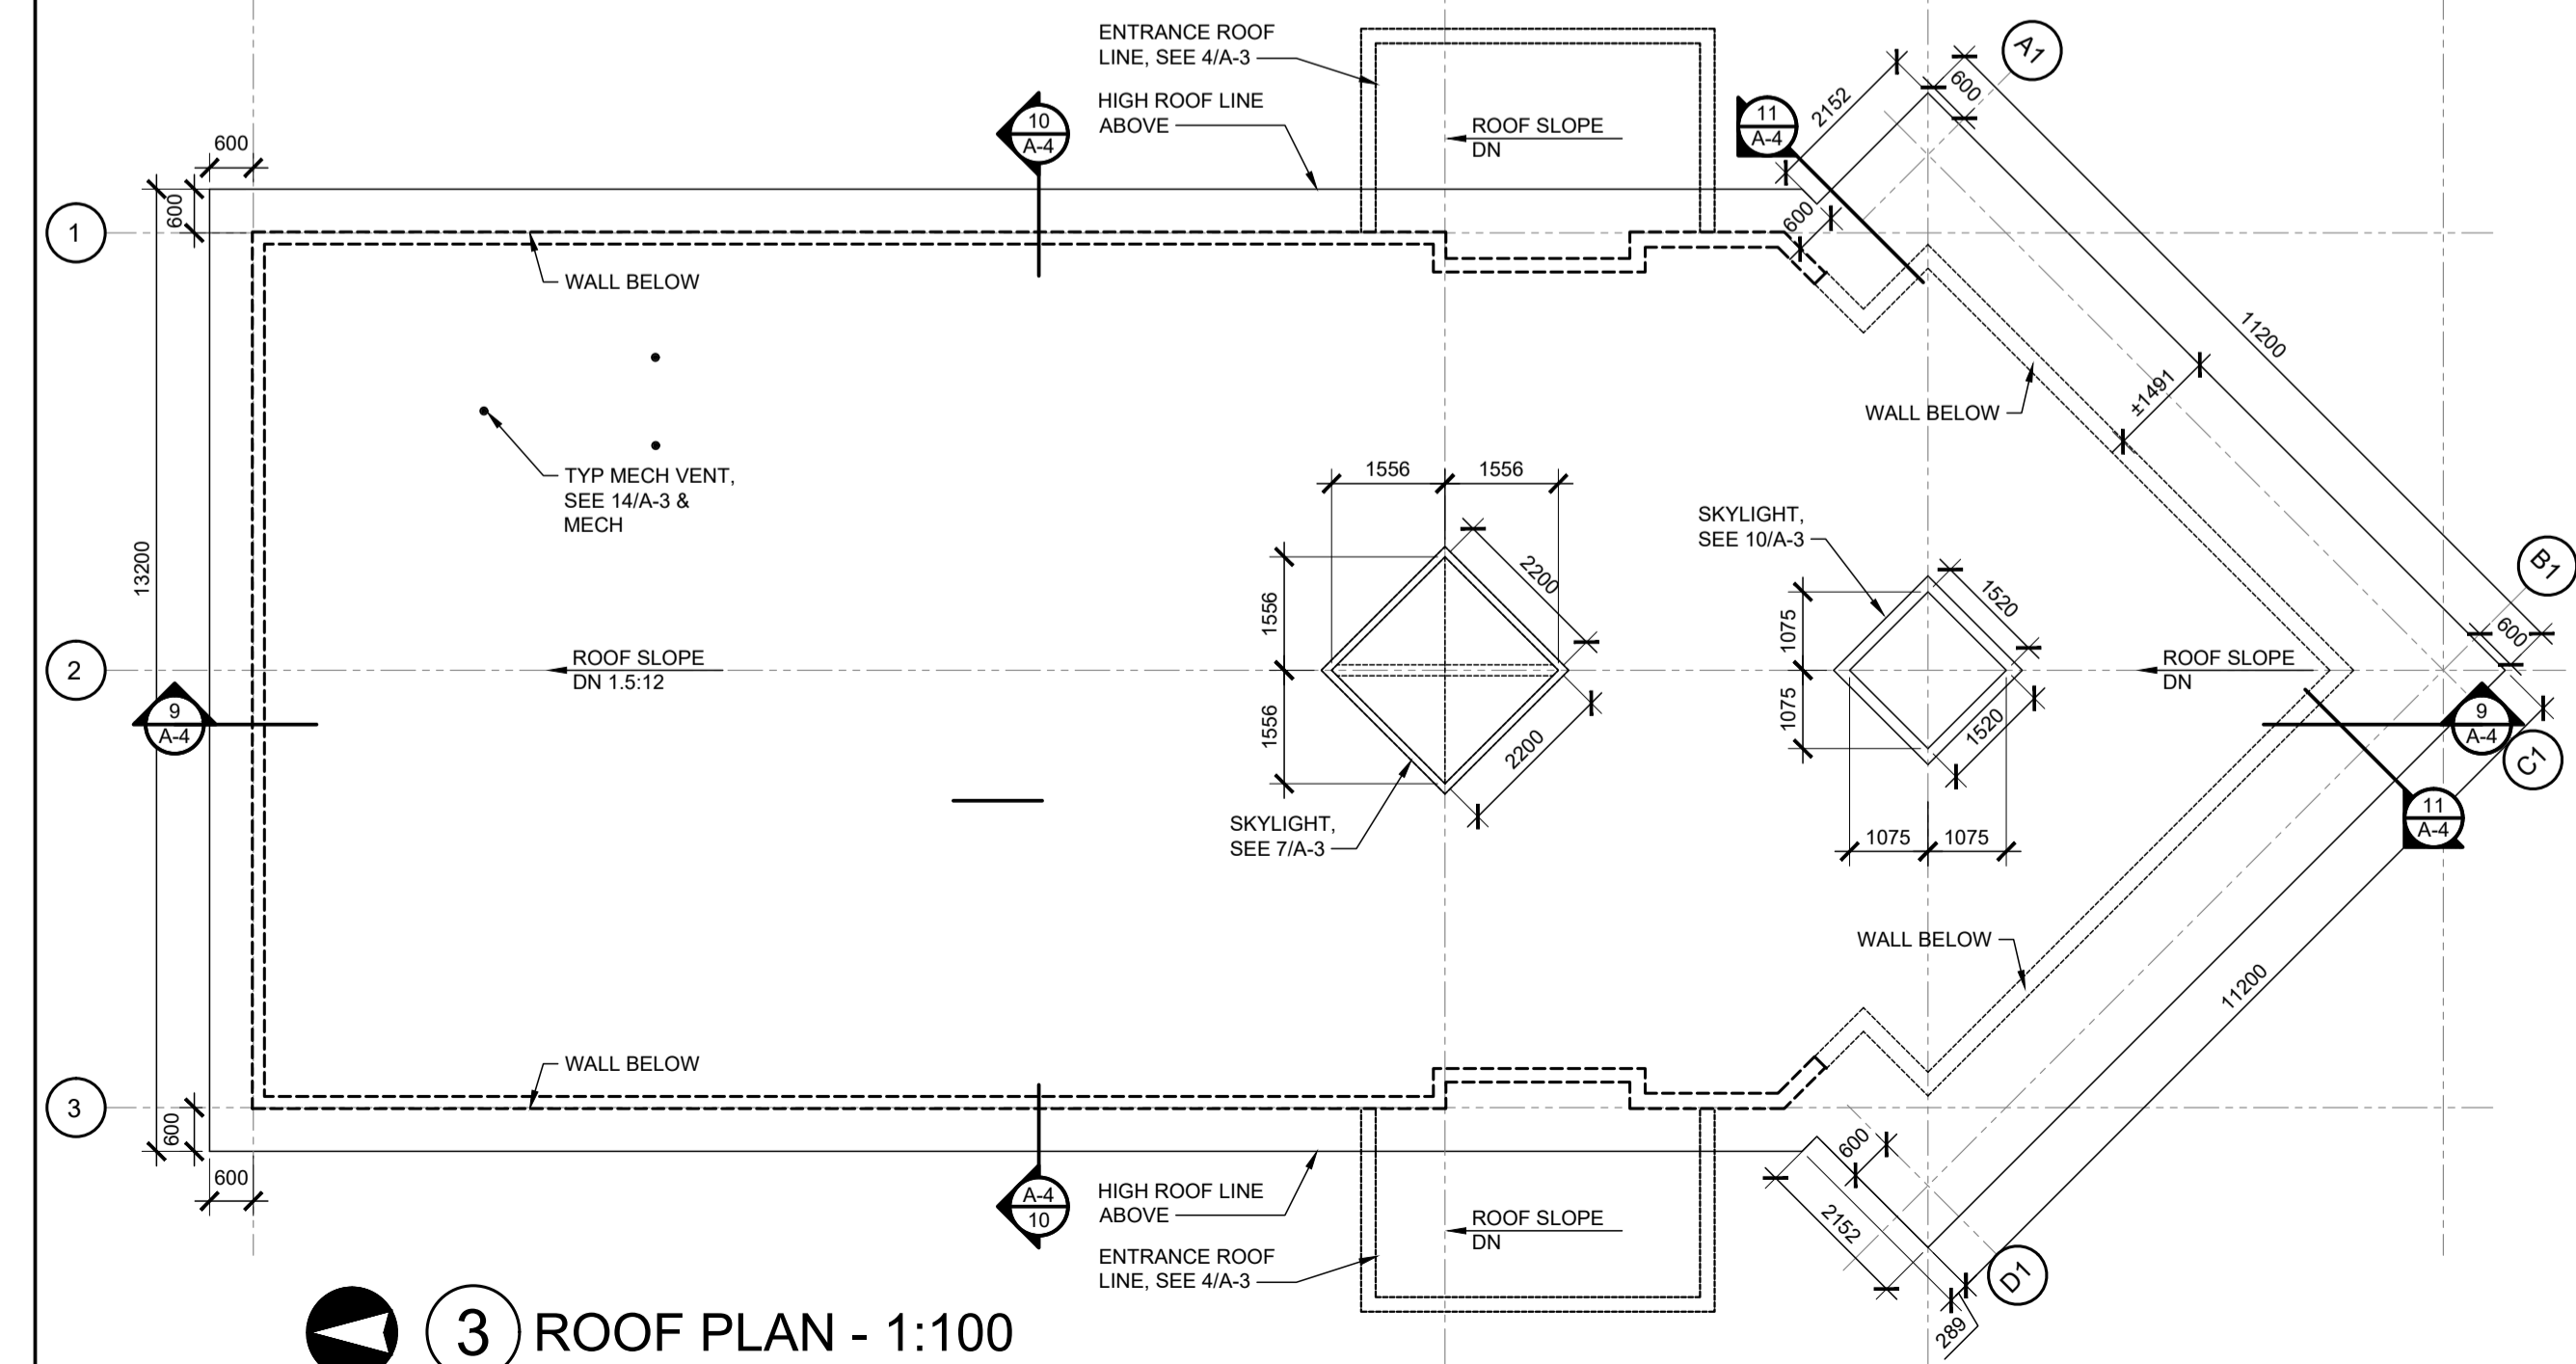 ENTRANCE ROOF
LINE, SEE 4/A-3
HIGH ROOF LINE
ABOVE
10
A-4
ROOF SLOPE
DN
11
A-4
2152
600
A1
600
600
1
600
WALL BELOW
11200
±1491
WALL BELOW
TYP MECH VENT,
SEE 14/A-3 &
MECH
1556
1556
SKYLIGHT,
SEE 10/A-3
13200
2200
1556
1520
1075
B1
600
2
ROOF SLOPE
DN 1.5:12
ROOF SLOPE
DN
9
A-4
1556
2200
1075
1520
9
A-4
C1
SKYLIGHT,
SEE 7/A-3
1075
1075
11
A-4
WALL BELOW
11200
WALL BELOW
3
600
600
600
2152
A-4
10
HIGH ROOF LINE
ABOVE
ROOF SLOPE
DN
ENTRANCE ROOF
LINE, SEE 4/A-3
D1
289
3
ROOF PLAN - 1:100